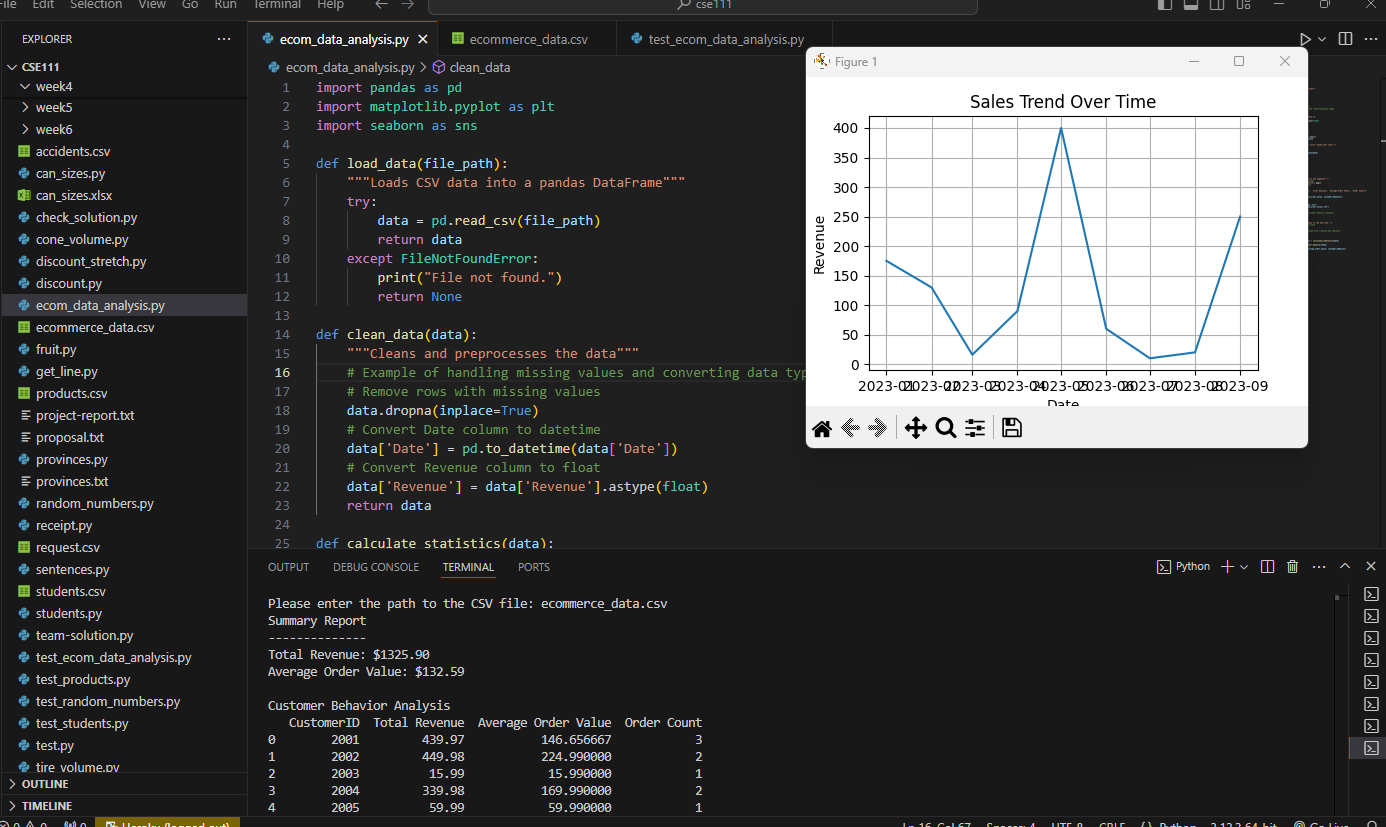 File Edit Selection View Go Run Terminal Help
cse111
EXPLORER
CSE111
week4
week5
week6
accidents.csv
can_sizes.py
can_sizes.xlsx
check_solution.py
cone_volume.py
discount_stretch.py
discount.py
ecom_data_analysis.py
ecommerce_data.csv
fruit.py
get_line.py
products.csv
project-report.txt
proposal.txt
provinces.py
provinces.txt
random_numbers.py
receipt.py
request.csv
sentences.py
students.csv
students.py
team-solution.py
test_ecom_data_analysis.py
test_products.py
test_random_numbers.py
test_students.py
test.py
tire_volume.py
OUTLINE
TIMELINE
ecom_data_analysis.py
ecommerce_data.csv
test_ecom_data_analysis.py
ecom_data_analysis.py > clean_data
1 import pandas as pd
2 import matplotlib.pyplot as plt
3 import seaborn as sns
4
5 def load_data(file_path):
6 """Loads CSV data into a pandas DataFrame"""
7 try:
8 data = pd.read_csv(file_path)
9 return data
10 except FileNotFoundError:
11 print("File not found.")
12 return None
13
14 def clean_data(data):
15 """Cleans and preprocesses the data"""
16 # Example of handling missing values and converting data typ
17 # Remove rows with missing values
18 data.dropna(inplace=True)
19 # Convert Date column to datetime
20 data['Date'] = pd.to_datetime(data['Date'])
21 # Convert Revenue column to float
22 data['Revenue'] = data['Revenue'].astype(float)
23 return data
24
25 def calculate_statistics(data):
Figure 1
Sales Trend Over Time
Revenue
400
350
300
250
200
150
100
50
0
2023-01 2023-02 2023-03 2023-04 2023-05 2023-06 2023-07 2023-08 2023-09
Date
OUTPUT DEBUG CONSOLE TERMINAL PORTS
Python
Please enter the path to the CSV file: ecommerce_data.csv
Summary Report
--------------
Total Revenue: $1325.90
Average Order Value: $132.59
Customer Behavior Analysis
CustomerID Total Revenue Average Order Value Order Count
0 2001 439.97 146.656667 3
1 2002 449.98 224.990000 2
2 2003 15.99 15.990000 1
3 2004 339.98 169.990000 2
4 2005 59.99 59.990000 1
0 0 0 Heroku (logged out) Ln 16, Col 67 Spaces: 4 UTF-8 CRLF Python 3.12.3 64-bit Go Live